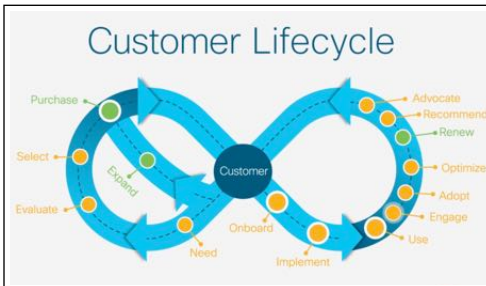 Customer Lifecycle
Purchase
Select
Evaluate
Expand
Need
Customer
Onboard
Implement
Advocate
Recommend
Renew
Optimize
Adopt
Engage
Use